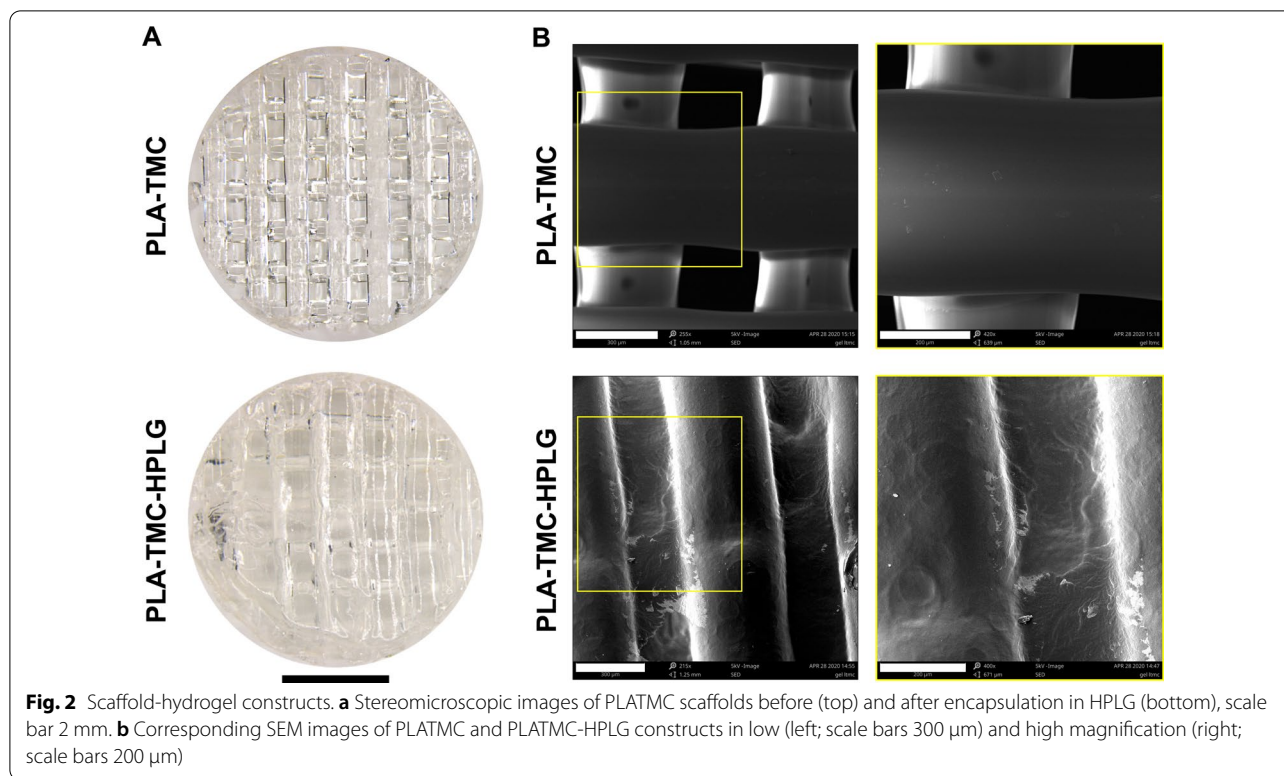 A
B
PLA-TMC
PLA-TMC
255x
5kV -Image
APR 28 2020 15:15
300 µm
1.05 mm
SED
gel ltmc
420x
5kV -Image
APR 28 2020 15:18
200 µm
639 µm
SED
gel ltmc
PLA-TMC-HPLG
PLA-TMC-HPLG
215x
5kV -Image
APR 28 2020 14:55
300 µm
1.25 mm
SED
gel ltmc
400x
5kV -Image
APR 28 2020 14:47
200 µm
671 µm
SED
gel ltmc
Fig. 2 Scaffold-hydrogel constructs. a Stereomicroscopic images of PLATMC scaffolds before (top) and after encapsulation in HPLG (bottom), scale
bar 2 mm. b Corresponding SEM images of PLATMC and PLATMC-HPLG constructs in low (left; scale bars 300 µm) and high magnification (right;
scale bars 200 µm)